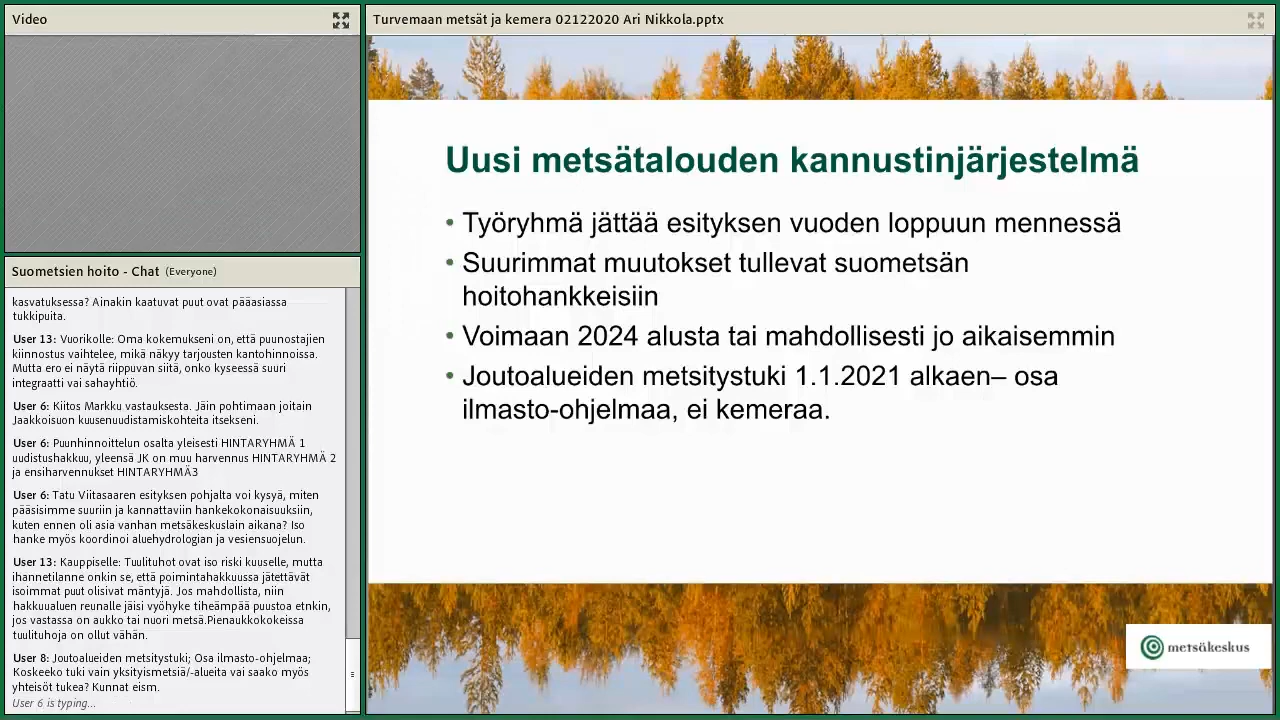 Video
Turvemaan metsät ja kemera 02122020 Ari Nikkola.pptx
Uusi metsätalouden kannustinjärjestelmä
• Työryhmä jättää esityksen vuoden loppuun mennessä
• Suurimmat muutokset tullevat suometsän
hoitohankkeisiin
• Voimaan 2024 alusta tai mahdollisesti jo aikaisemmin
• Joutoalueiden metsitystuki 1.1.2021 alkaen– osa
ilmasto-ohjelmaa, ei kemeraa.
metsäkeskus
Suometsien hoito - Chat (Everyone)
kasvatuksessa? Ainakin kaatuvat puut ovat pääasiassa
tukkipuita.
User 13: Vuorikolle: Oma kokemukseni on, että puunostajien
kiinnostus vaihtelee, mikä näkyy tarjousten kantohinnoissa.
Mutta ero ei näytä riippuvan siitä, onko kyseessä suuri
integraatti vai sahayhtiö.
User 6: Kiitos Markku vastauksesta. Jäin pohtimaan joitain
Jaakkoisuon kuusenuudistamiskohteita itsekseni.
User 6: Puunhinnoittelun osalta yleisesti HINTARYHMÄ 1
uudistushakkuu, yleensä JK on muu harvennus HINTARYHMÄ 2
ja ensiharvennukset HINTARYHMÄ3
User 6: Tatu Viitasaaren esityksen pohjalta voi kysyä, miten
pääsisimme suuriin ja kannattaviin hankekokonaisuuksiin,
kuten ennen oli asia vanhan metsäkeskuslain aikana? Iso
hanke myös koordinoi aluehydrologian ja vesiensuojelun.
User 13: Kauppiselle: Tuulituhot ovat iso riski kuuselle, mutta
ihannetilanne onkin se, että poimintahakkuussa jätettävät
isoimmat puut olisivat mäntyjä. Jos mahdollista, niin
hakkuualuen reunalle jäisi vyöhyke tiheämpää puustoa etnkin,
jos vastassa on aukko tai nuori metsä.Pienaukkokokeissa
tuulituhoja on ollut vähän.
User 8: Joutoalueiden metsitystuki; Osa ilmasto-ohjelmaa;
Koskeeko tuki vain yksityismetsiä/-alueita vai saako myös
yhteisöt tukea? Kunnat eism.
User 6 is typing...